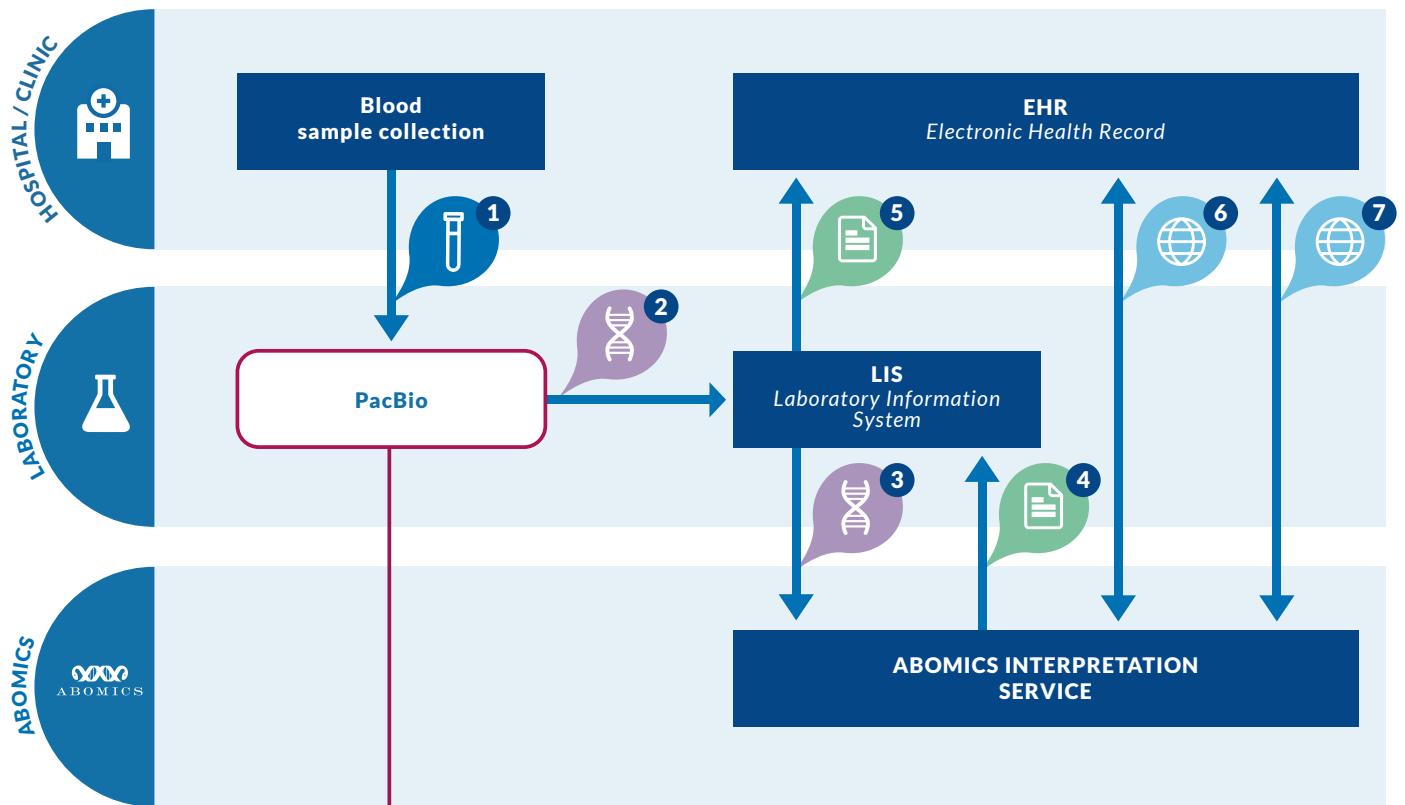 HOSPITAL / CLINIC
Blood
sample collection
EHR
Electronic Health Record
1
5
6
7
LABORATORY
2
PacBio
LIS
Laboratory Information
System
3
4
ABOMICS
ABOMICS
ABOMICS INTERPRETATION
SERVICE